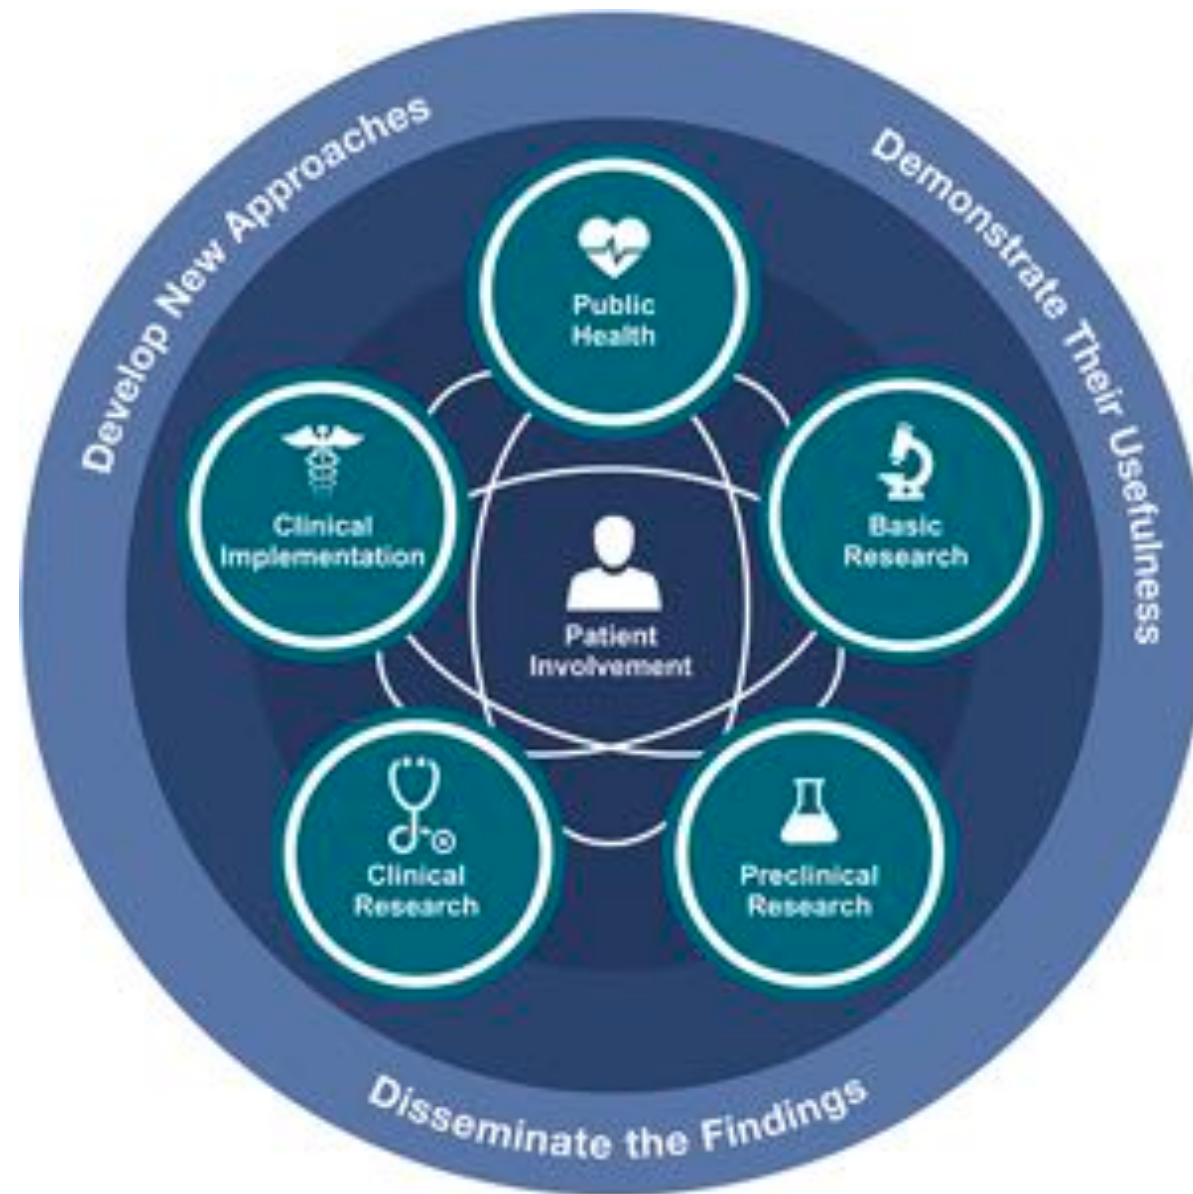 Develop New Approaches
Demonstrate Their Usefulness
Public
Health
Clinical
Implementation
Basic
Research
Patient
Involvement
Clinical
Research
Preclinical
Research
Disseminate the Findings